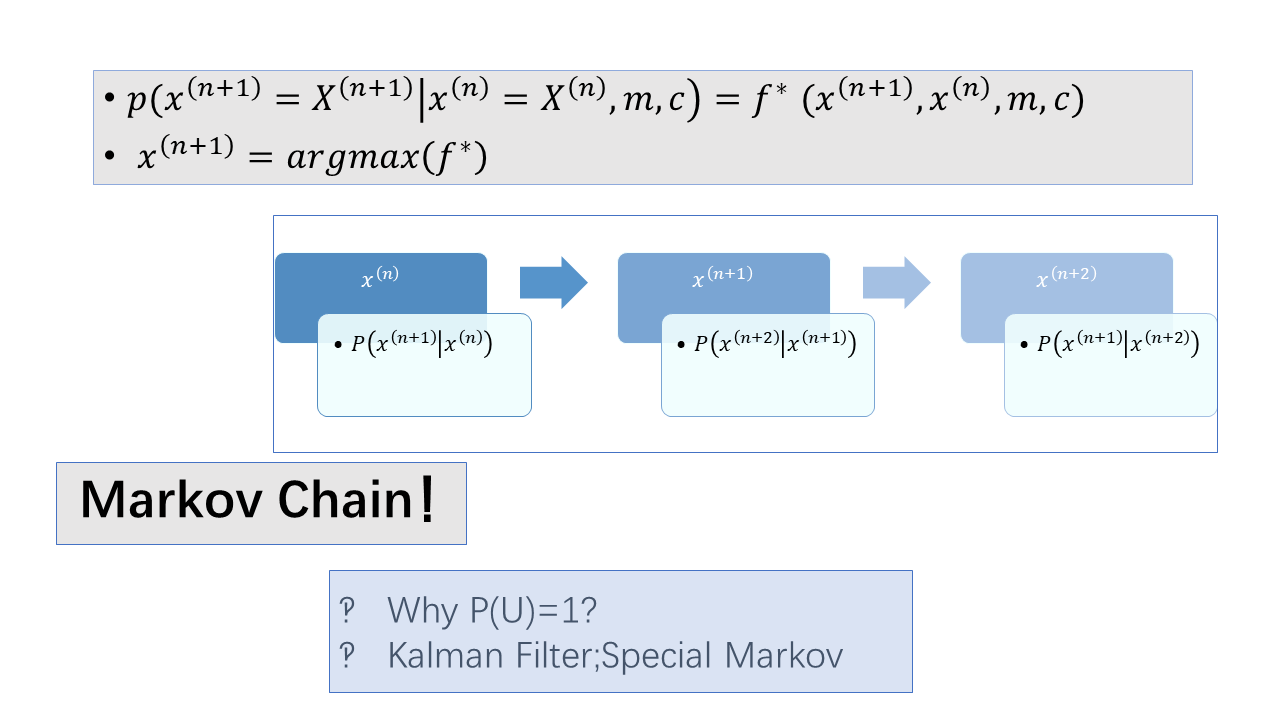 • p(x^{(n+1)} = X^{(n+1)}|x^{(n)} = X^{(n)}, m, c) = f^* (x^{(n+1)}, x^{(n)}, m, c)
• x^{(n+1)} = argmax(f^*)
x^{(n)}
x^{(n+1)}
x^{(n+2)}
• P(x^{(n+1)}|x^{(n)})
• P(x^{(n+2)}|x^{(n+1)})
• P(x^{(n+1)}|x^{(n+2)})
Markov Chain!
‽ Why P(U)=1?
‽ Kalman Filter;Special Markov